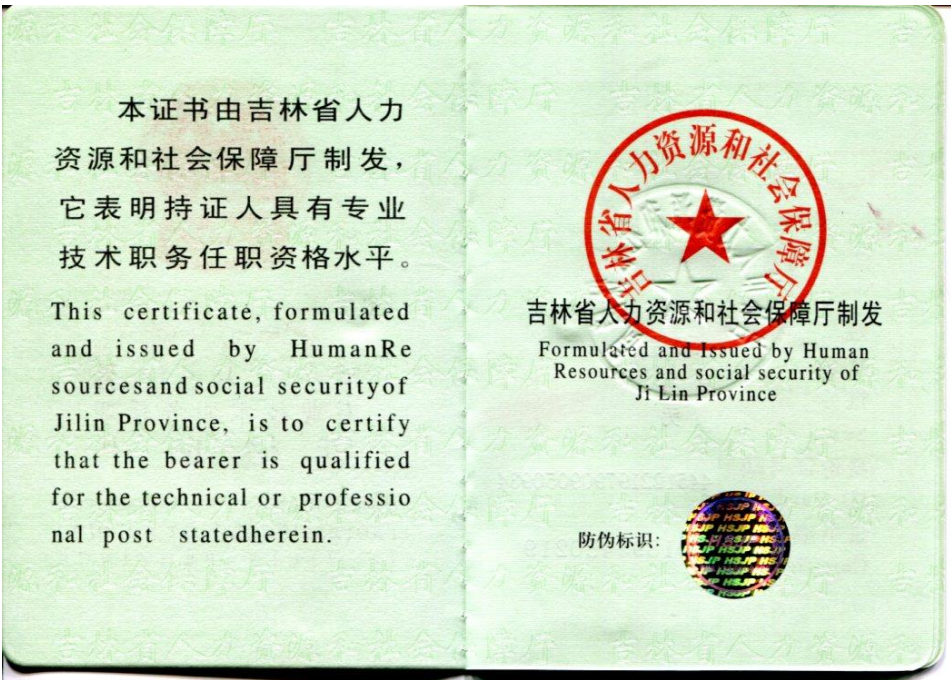 本证书由吉林省人力
资源和社会保障厅制发，
它表明持证人具有专业
技术职务任职资格水平。
This certificate, formulated
and issued by HumanRe
sourcesand social securityof
Jilin Province, is to certify
that the bearer is qualified
for the technical or professio
nal post statedherein.
吉林省人力资源和社会保障厅
吉林省人力资源和社会保障厅制发
Formulated and Issued by Human
Resources and social security of
Ji Lin Province
防伪标识：
HSJP HSJP HSJP